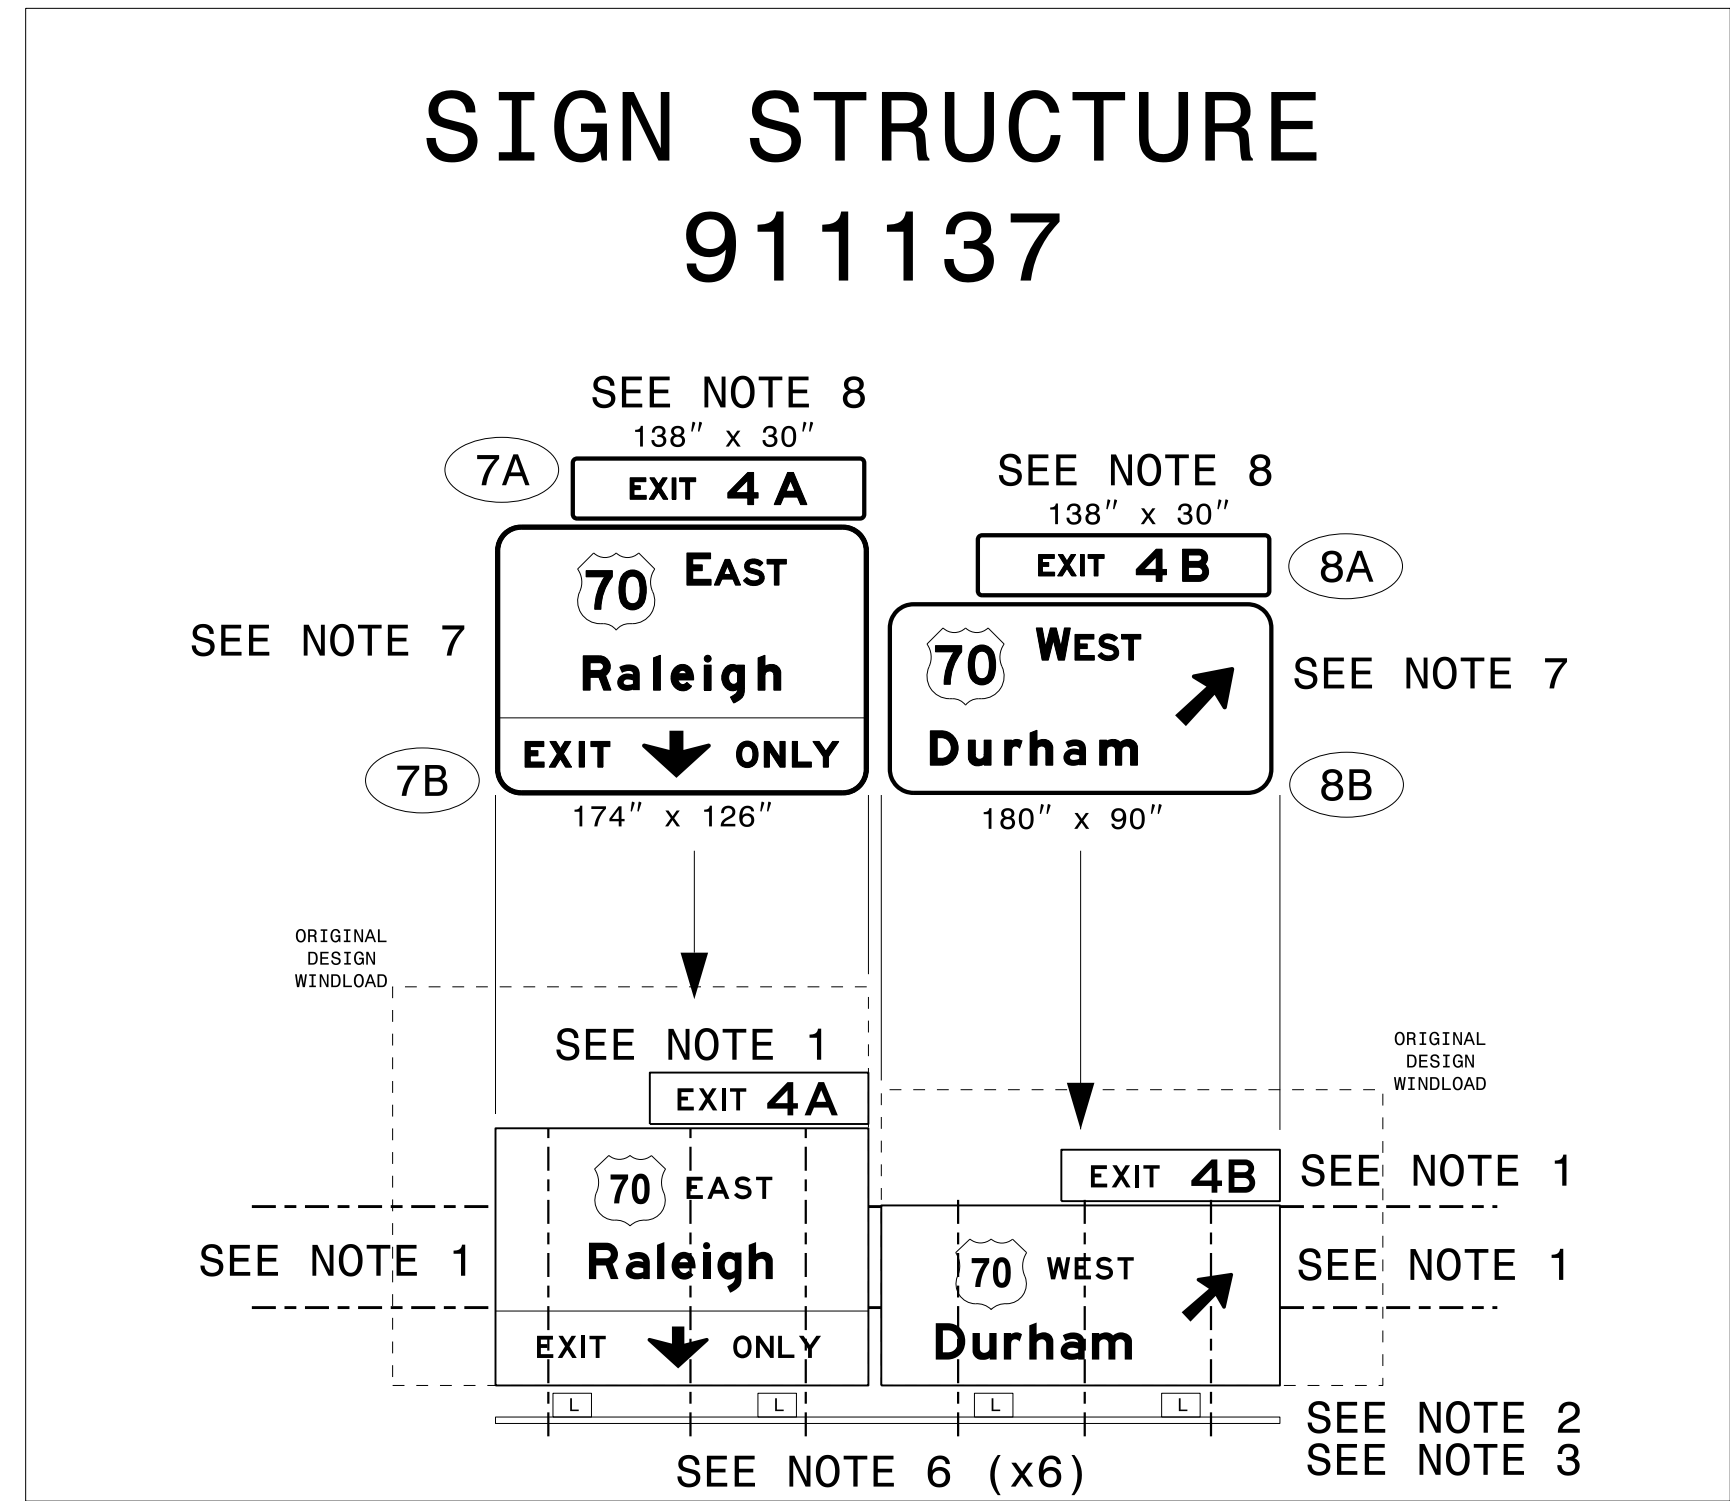 SIGN STRUCTURE
911137
SEE NOTE 8
138" x 30"
7A
EXIT 4 A
SEE NOTE 8
138" x 30"
EXIT 4 B
8A
70 EAST
Raleigh
EXIT ONLY
SEE NOTE 7
7B
174" x 126"
70 WEST
Durham
SEE NOTE 7
8B
180" x 90"
ORIGINAL
DESIGN
WINDLOAD
SEE NOTE 1
EXIT 4A
ORIGINAL
DESIGN
WINDLOAD
70 EAST
Raleigh
EXIT ONLY
SEE NOTE 1
EXIT 4B
SEE NOTE 1
70 WEST
Durham
SEE NOTE 1
L
L
L
L
SEE NOTE 2
SEE NOTE 3
SEE NOTE 6 (x6)